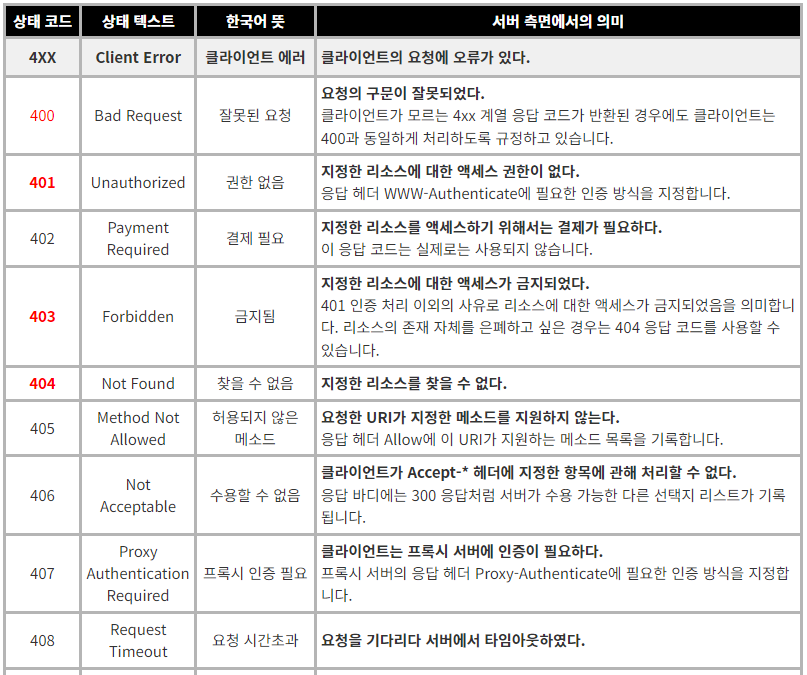 상태 코드 상태 텍스트 한국어 뜻 서버 측면에서의 의미
4XX Client Error 클라이언트 에러 클라이언트의 요청에 오류가 있다.
400 Bad Request 잘못된 요청
요청의 구문이 잘못되었다.
클라이언트가 모르는 4xx 계열 응답 코드가 반환된 경우에도 클라이언트는
400과 동일하게 처리하도록 규정하고 있습니다.
401 Unauthorized 권한 없음
지정한 리소스에 대한 액세스 권한이 없다.
응답 헤더 WWW-Authenticate에 필요한 인증 방식을 지정합니다.
402
Payment
Required
결제 필요
지정한 리소스를 액세스하기 위해서는 결제가 필요하다.
이 응답 코드는 실제로는 사용되지 않습니다.
403 Forbidden 금지됨
지정한 리소스에 대한 액세스가 금지되었다.
401 인증 처리 이외의 사유로 리소스에 대한 액세스가 금지되었음을 의미합니
다. 리소스의 존재 자체를 은폐하고 싶은 경우는 404 응답 코드를 사용할 수
있습니다.
404 Not Found 찾을 수 없음 지정한 리소스를 찾을 수 없다.
405
Method Not
Allowed
허용되지 않은
메소드
요청한 URI가 지정한 메소드를 지원하지 않는다.
응답 헤더 Allow에 이 URI가 지원하는 메소드 목록을 기록합니다.
406
Not
Acceptable
수용할 수 없음
클라이언트가 Accept-* 헤더에 지정한 항목에 관해 처리할 수 없다.
응답 바디에는 300 응답처럼 서버가 수용 가능한 다른 선택지 리스트가 기록
됩니다.
407
Proxy
Authentication
Required
프록시 인증 필요
클라이언트는 프록시 서버에 인증이 필요하다.
프록시 서버의 응답 헤더 Proxy-Authenticate에 필요한 인증 방식을 지정합
니다.
408
Request
Timeout
요청 시간초과
요청을 기다리다 서버에서 타임아웃하였다.